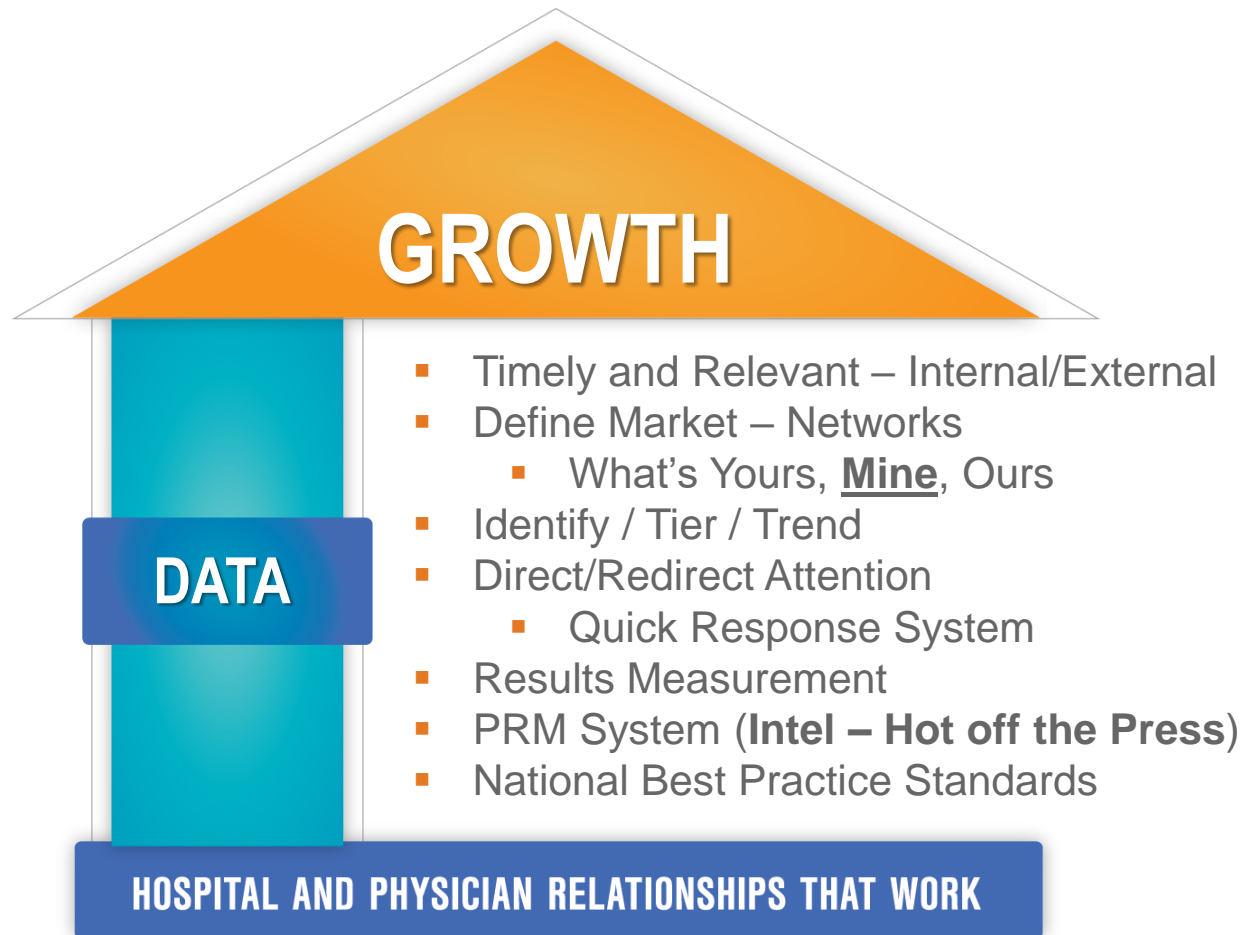 GROWTH
Timely and Relevant – Internal/External
Define Market – Networks
What’s Yours, Mine, Ours
Identify / Tier / Trend
Direct/Redirect Attention
Quick Response System
Results Measurement
PRM System (Intel – Hot off the Press)
National Best Practice Standards
DATA
HOSPITAL AND PHYSICIAN RELATIONSHIPS THAT WORK